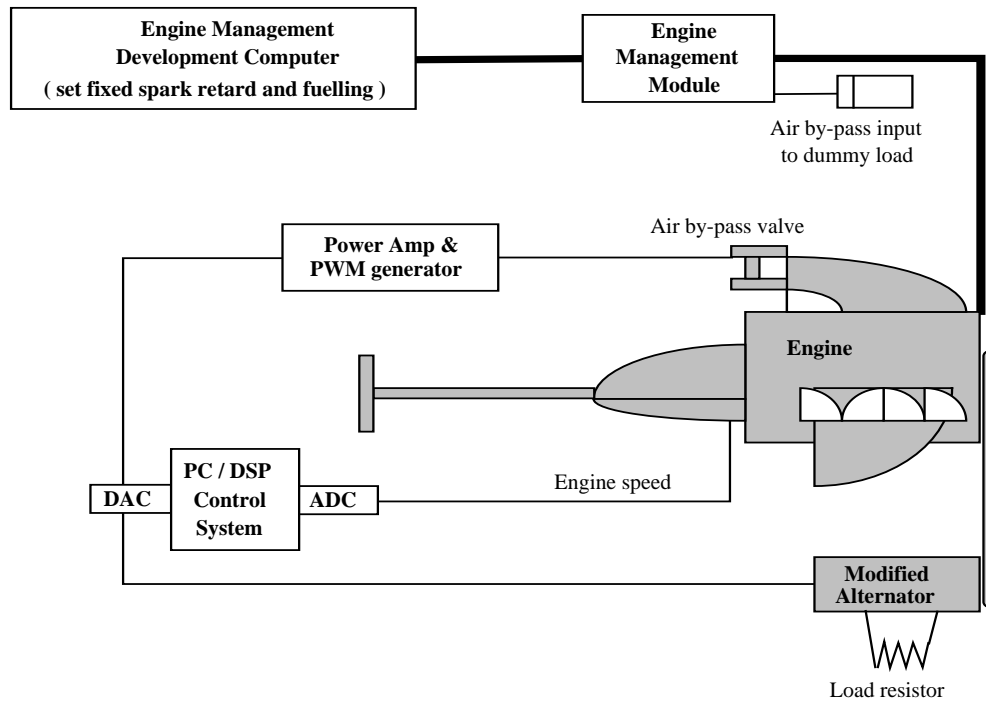 Engine Management
Development Computer
( set fixed spark retard and fuelling )
Engine
Management
Module
Air by-pass input
to dummy load
Air by-pass valve
Power Amp &
PWM generator
Engine
PC / DSP
Control
System
DAC
ADC
Engine speed
Modified
Alternator
Load resistor